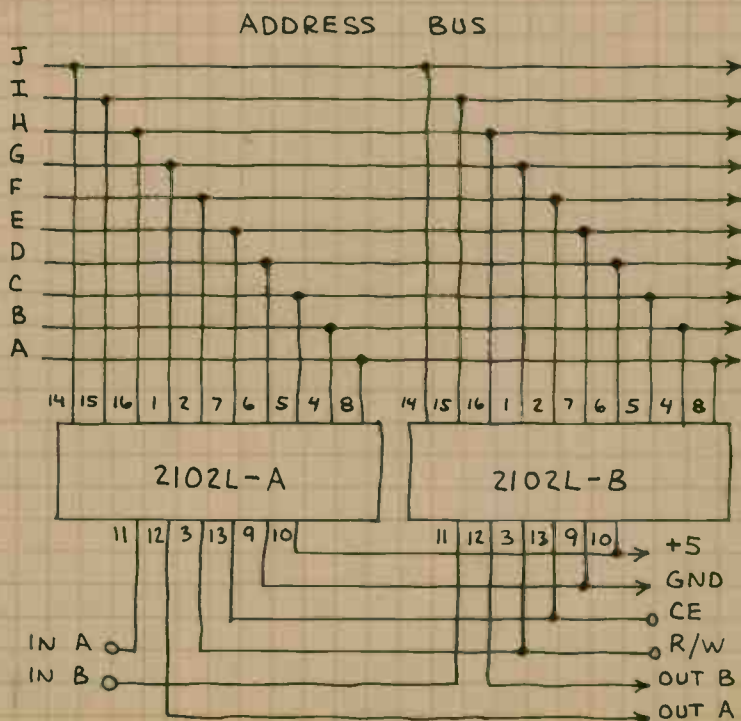 ADDRESS BUS
J
I
H
G
F
E
D
C
B
A
14 15 16 1 2 7 6 5 4 8 14 15 16 1 2 7 6 5 4 8
2102L-A 2102L-B
11 12 3 13 9 10 11 12 3 13 9 10
+5
GND
CE
IN A R/W
IN B OUT B
OUT A